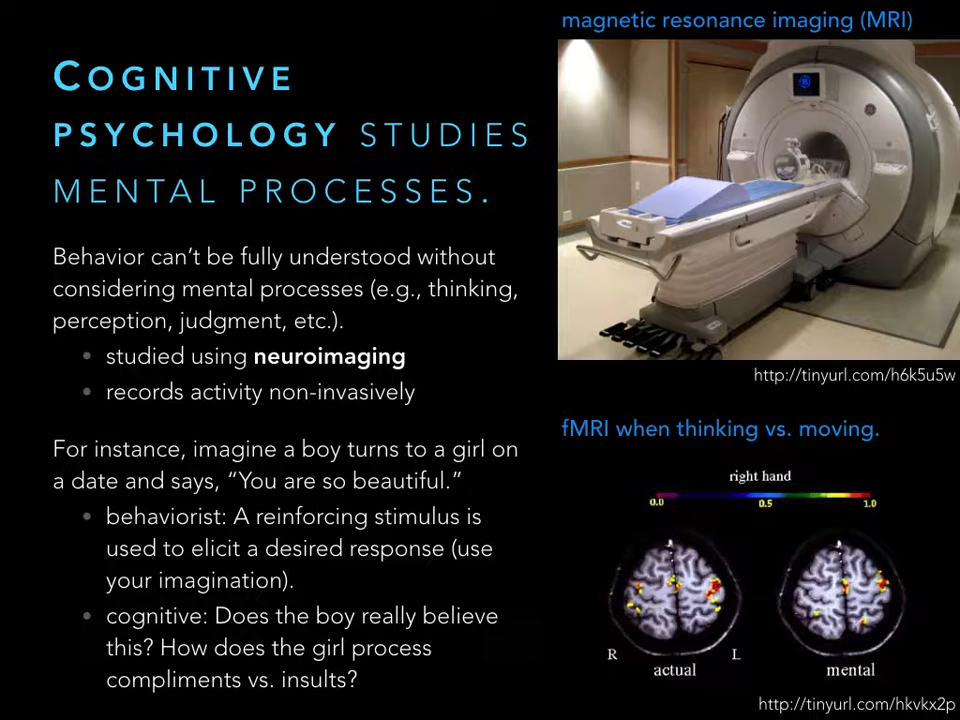 magnetic resonance imaging (MRI)
COGNITIVE
PSYCHOLOGY STUDIES
MENTAL PROCESSES.
Behavior can’t be fully understood without
considering mental processes (e.g., thinking,
perception, judgment, etc.).
• studied using neuroimaging
• records activity non-invasively
For instance, imagine a boy turns to a girl on
a date and says, “You are so beautiful.”
• behaviorist: A reinforcing stimulus is
used to elicit a desired response (use
your imagination).
• cognitive: Does the boy really believe
this? How does the girl process
compliments vs. insults?
http://tinyurl.com/h6k5u5w
fMRI when thinking vs. moving.
right hand
0.0 0.5 1.0
R L
actual mental
http://tinyurl.com/hkvkx2p